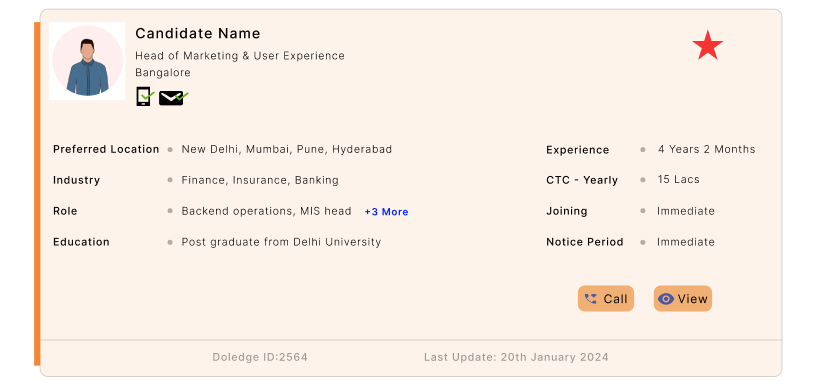 Candidate Name
Head of Marketing & User Experience
Bangalore
Preferred Location New Delhi, Mumbai, Pune, Hyderabad
Industry Finance, Insurance, Banking
Role Backend operations, MIS head +3 More
Education Post graduate from Delhi University
Experience 4 Years 2 Months
CTC - Yearly 15 Lacs
Joining Immediate
Notice Period Immediate
Call View
Doledge ID:2564 Last Update: 20th January 2024